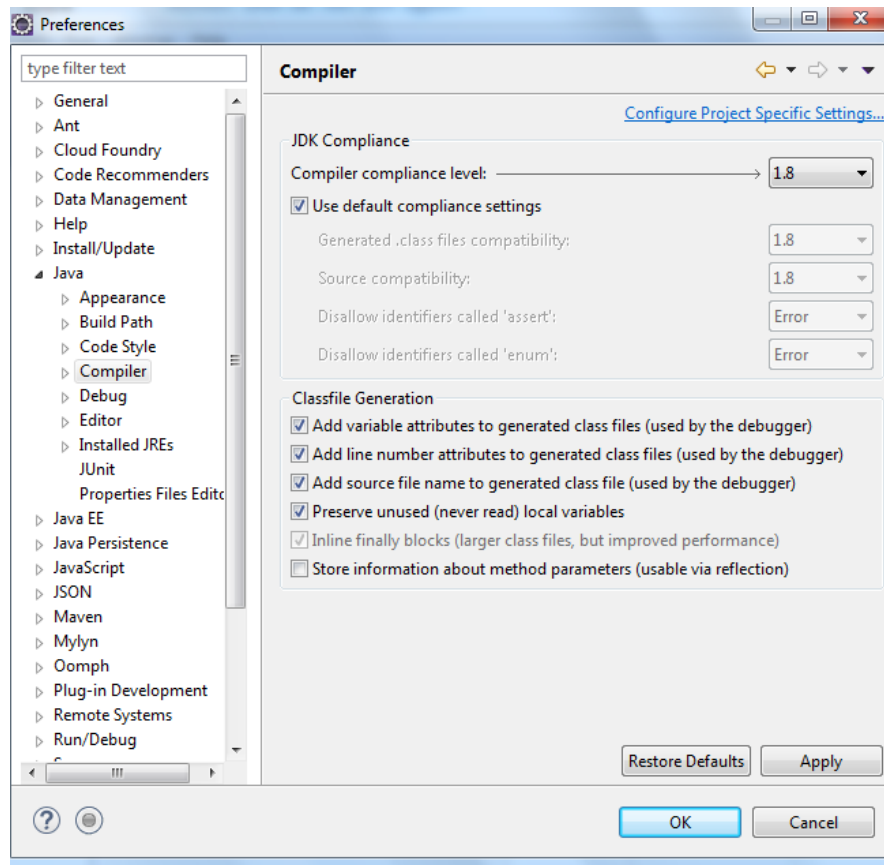 Preferences
type filter text
General
Ant
Cloud Foundry
Code Recommenders
Data Management
Help
Install/Update
Java
Appearance
Build Path
Code Style
Compiler
Debug
Editor
Installed JREs
JUnit
Properties Files Edito
Java EE
Java Persistence
JavaScript
JSON
Maven
Mylyn
Oomph
Plug-in Development
Remote Systems
Run/Debug
Compiler
Configure Project Specific Settings...
JDK Compliance
Compiler compliance level: 1.8
Use default compliance settings
Generated .class files compatibility: 1.8
Source compatibility: 1.8
Disallow identifiers called 'assert': Error
Disallow identifiers called 'enum': Error
Classfile Generation
Add variable attributes to generated class files (used by the debugger)
Add line number attributes to generated class files (used by the debugger)
Add source file name to generated class file (used by the debugger)
Preserve unused (never read) local variables
Inline finally blocks (larger class files, but improved performance)
Store information about method parameters (usable via reflection)
Restore Defaults Apply
OK Cancel